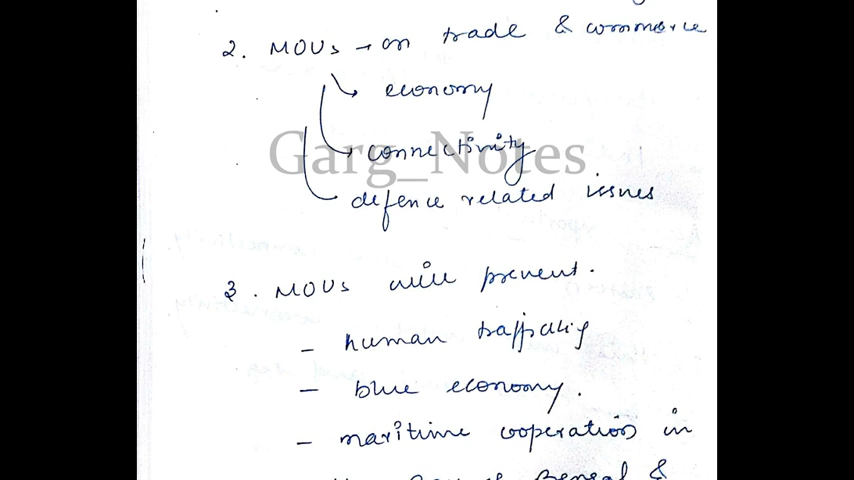 2. MOUs → on trade & commerce
economy
connectivity
Garg_Notes
defence related issues
3. MOUs will prevent.
- human
- blue economy.
- maritime cooperation in
Bengal &